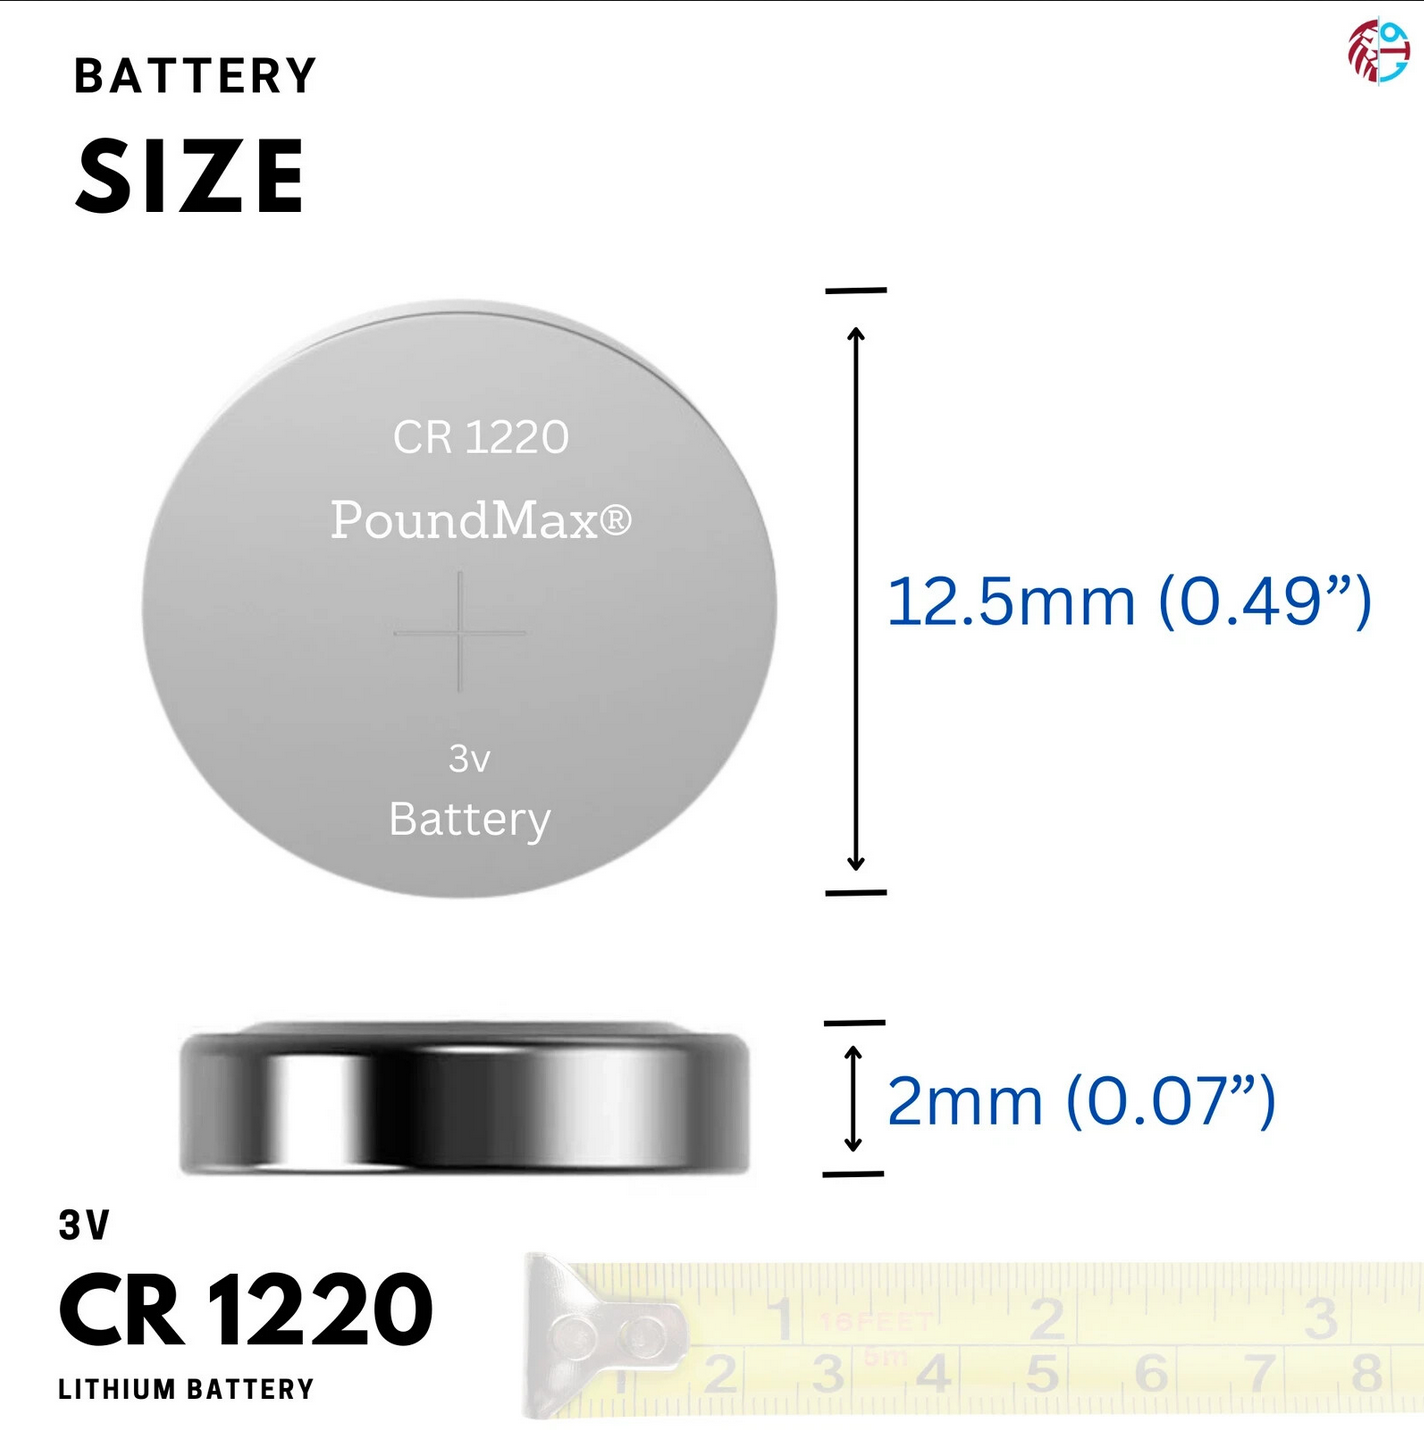 BATTERY
SIZE
CR 1220
PoundMax®
3v
Battery
12.5mm (0.49”)
2mm (0.07”)
3V
CR 1220
LITHIUM BATTERY
1 16FEET 2 3
1 2 3 5m 4 5 6 7 8